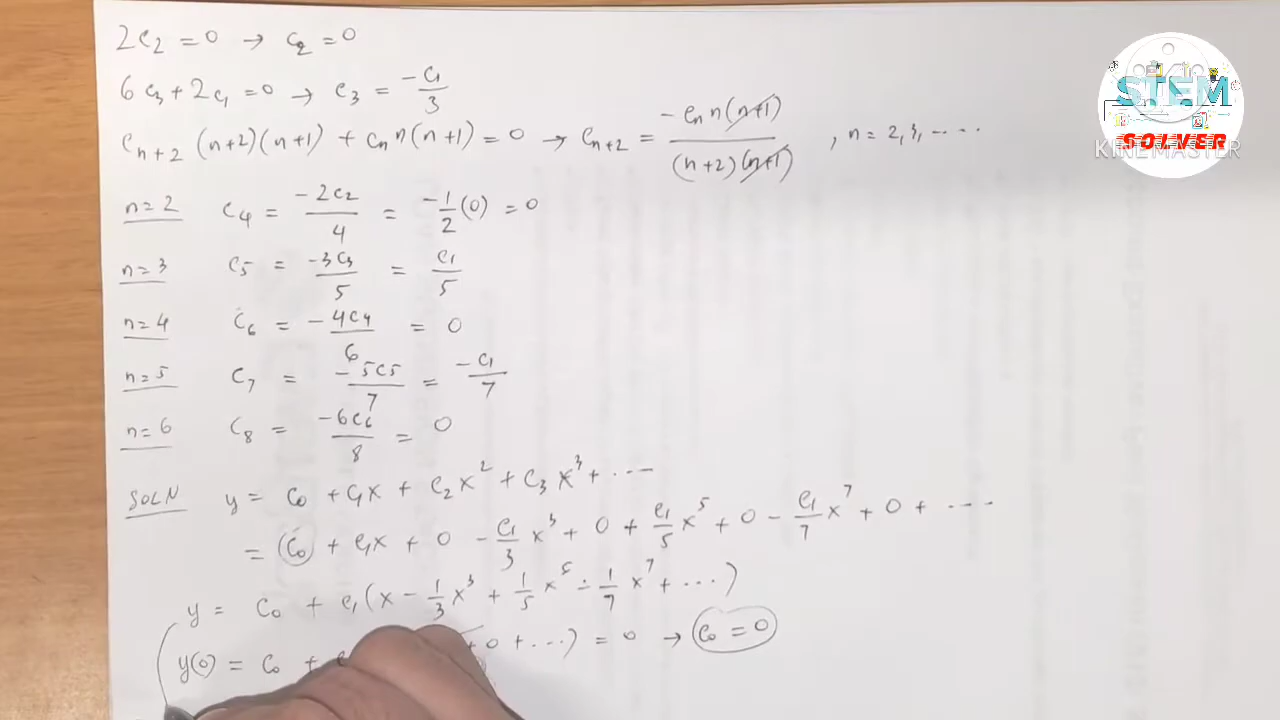 2c₂ = 0 → c₂ = 0
6c₃ + 2c₁ = 0 → c₃ = -c₁/3
cₙ₊₂ (n+2)(n+1) + cₙ n(n+1) = 0 → cₙ₊₂ = -cₙ n(n+1)/(n+2)(n+1) , n = 2, 3, ....
n=2 c₄ = -2c₂/4 = -1/2 (0) = 0
n=3 c₅ = -3c₃/5 = c₁/5
n=4 c₆ = -4c₄/6 = 0
n=5 c₇ = -5c₅/7 = -c₁/7
n=6 c₈ = -6c₆/8 = 0
SOLN y = c₀ + c₁x + c₂x² + c₃x³ + ....
= c₀ + c₁x + 0 - c₁/3 x³ + 0 + c₁/5 x⁵ + 0 - c₁/7 x⁷ + 0 + ....
y = c₀ + c₁(x - 1/3 x³ + 1/5 x⁵ - 1/7 x⁷ + ...)
y(0) = c₀ + + 0 + ...) = 0 → c₀ = 0
STEM
SOLVER
KINEMASTER